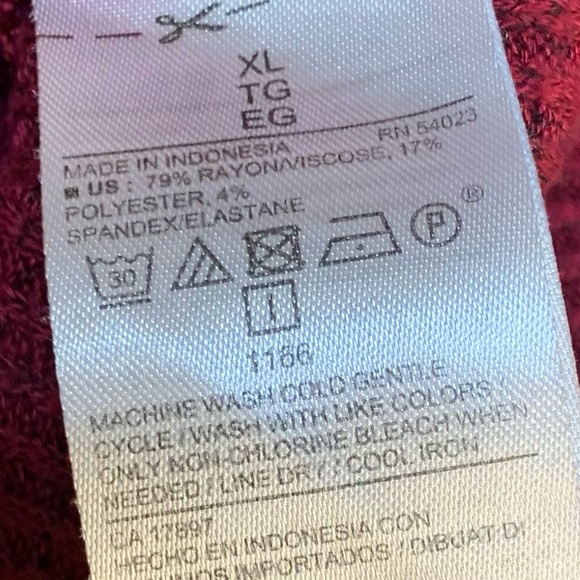 XL
TG
EG
RN 54023
MADE IN INDONESIA
US : 79% RAYON/VISCOSE, 17%
POLYESTER, 4%
SPANDEX/ELASTANE
30
P ®
1166
MACHINE WASH COLD GENTLE
CYCLE / WASH WITH LIKE COLORS /
ONLY NON-CHLORINE BLEACH WHEN
NEEDED / LINE DRY / COOL IRON
CA 17897
HECHO EN INDONESIA CON
IMPORTADOS / DIBUAT DI